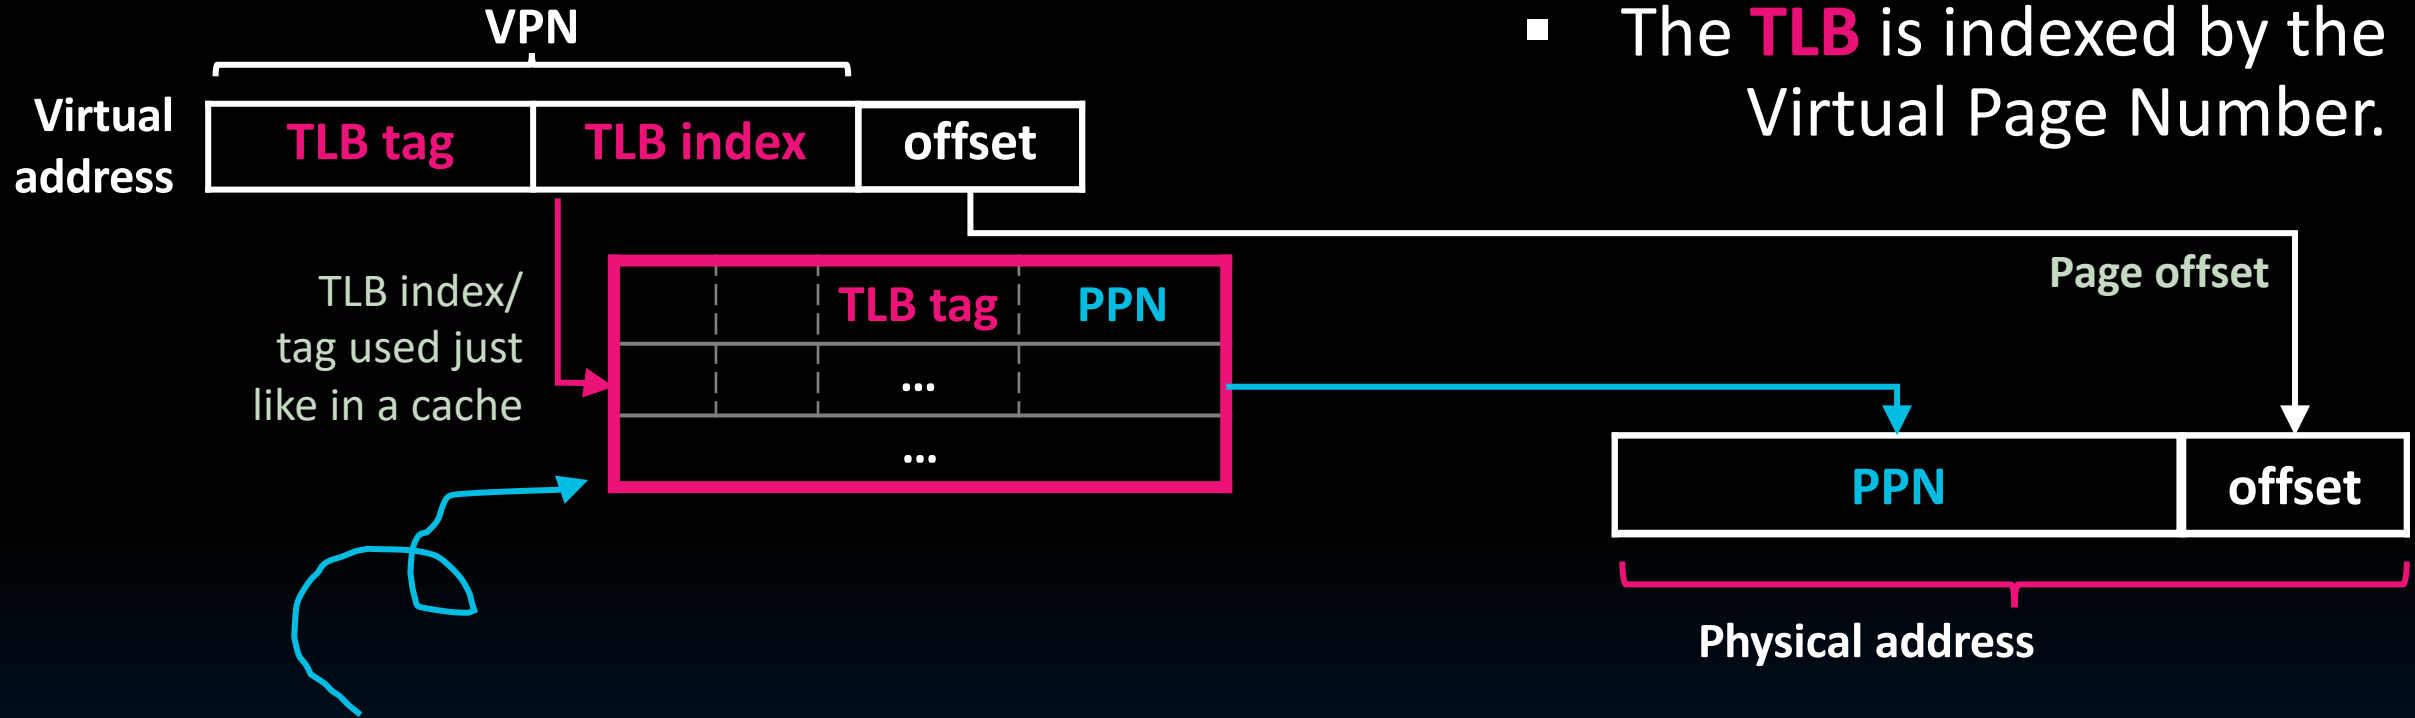 VPN
▪ The TLB is indexed by the
Virtual Page Number.
Virtual
address
TLB tag
TLB index
offset
TLB index/
tag used just
like in a cache
TLB tag
PPN
...
...
Page offset
PPN
offset
Physical address